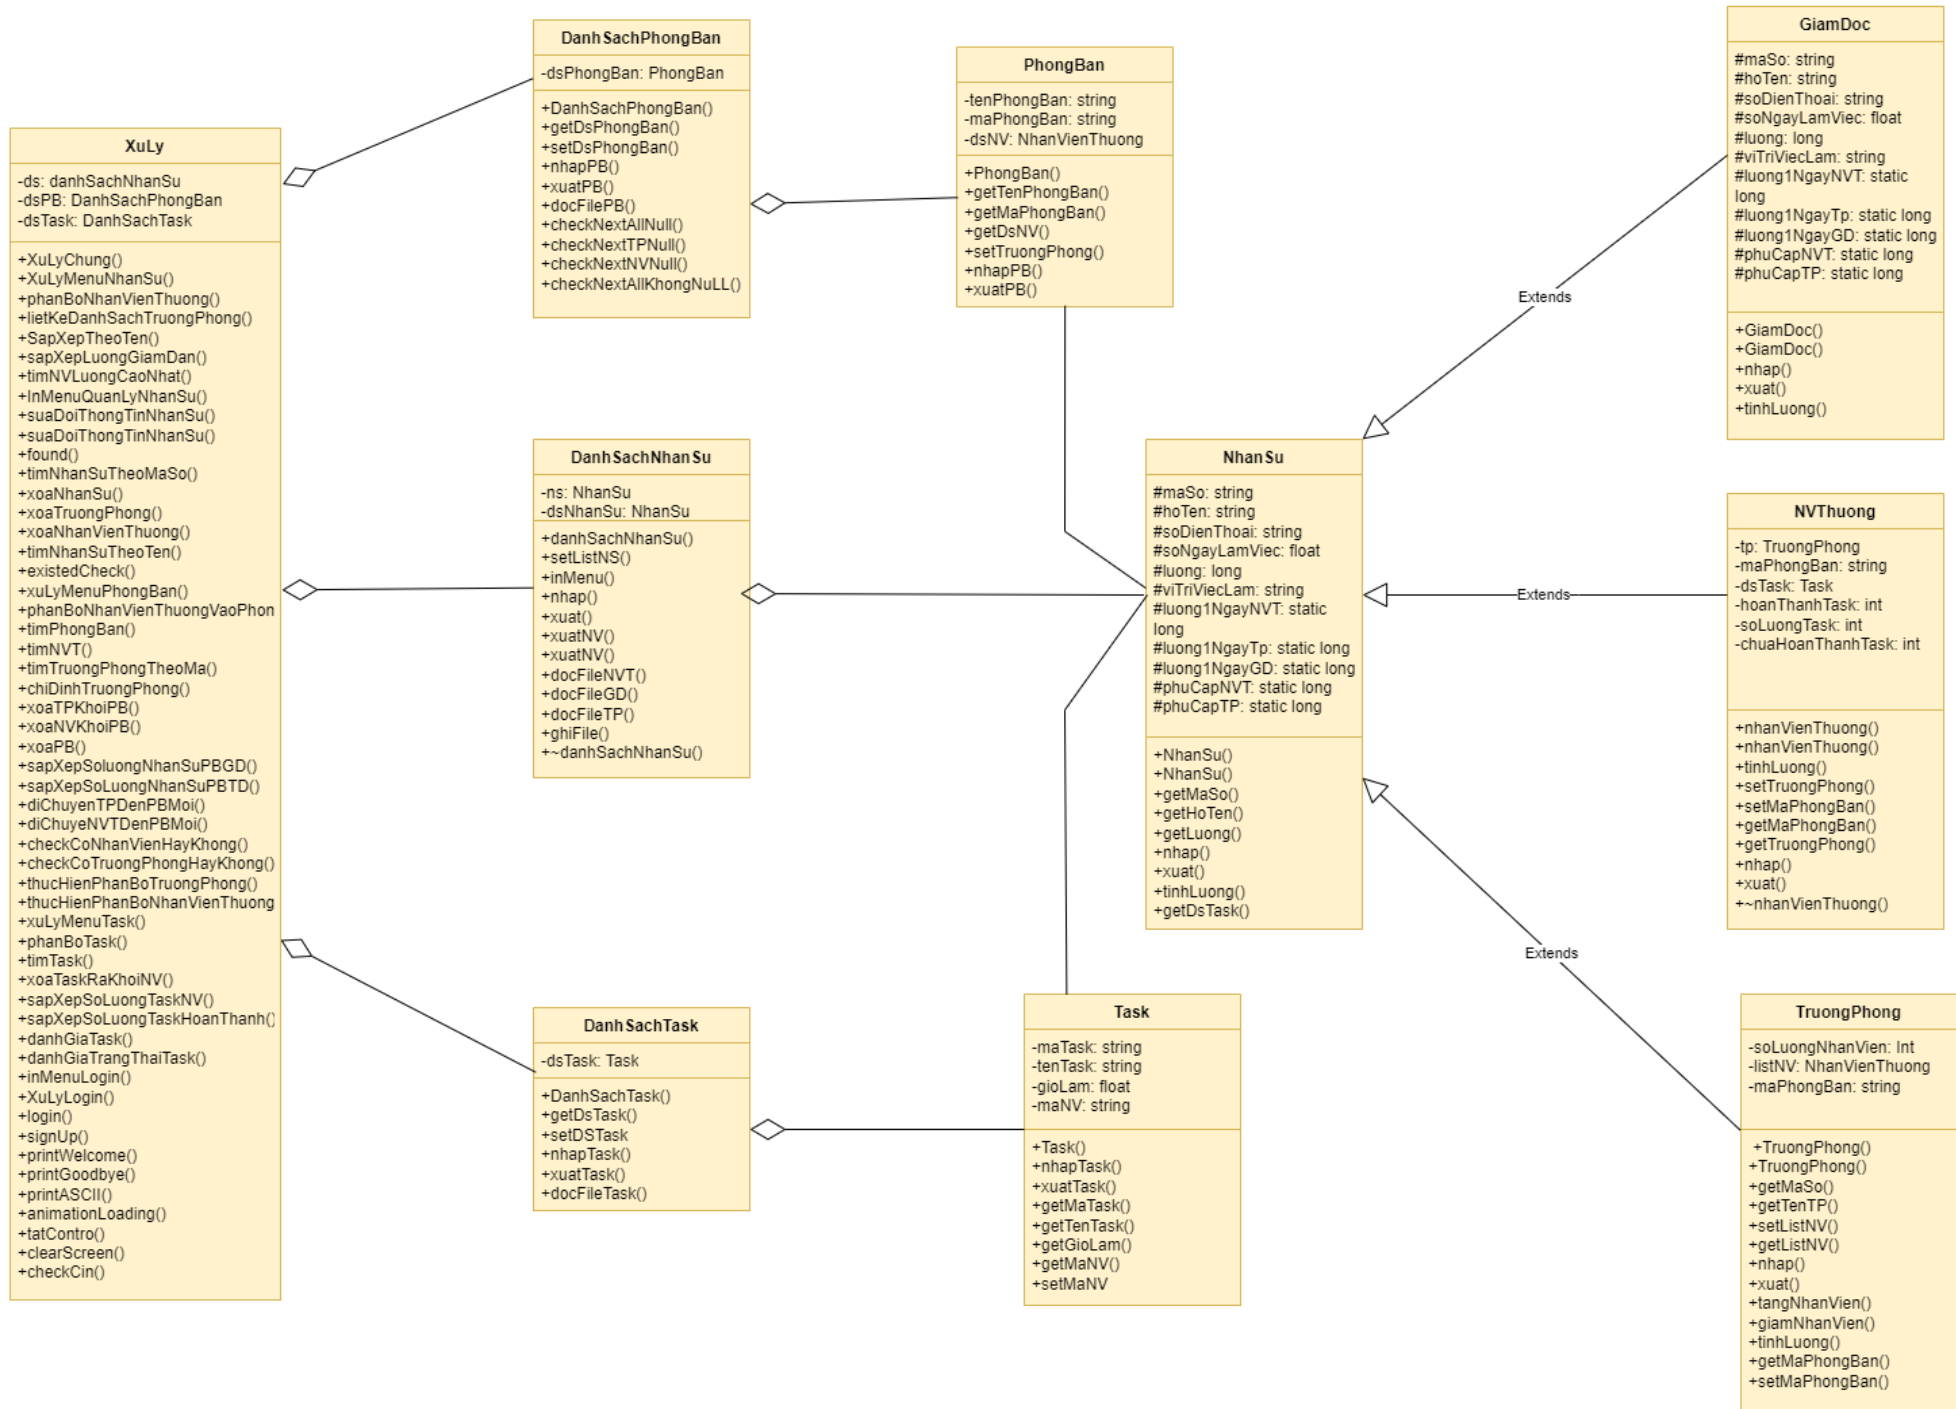 XuLy
-ds: danhSachNhanSu
-dsPB: DanhSachPhongBan
-dsTask: DanhSachTask
+XuLyChung()
+XuLyMenuNhanSu()
+phanBoNhanVienThuong()
+lietKeDanhSachTruongPhong()
+SapXepTheoTen()
+sapXepLuongGiamDan()
+timNVLuongCaoNhat()
+InMenuQuanLyNhanSu()
+suaDoiThongTinNhanSu()
+suaDoiThongTinNhanSu()
+found()
+timNhanSuTheoMaSo()
+xoaNhanSu()
+xoaTruongPhong()
+xoaNhanVienThuong()
+timNhanSuTheoTen()
+existedCheck()
+xuLyMenuPhongBan()
+phanBoNhanVienThuongVaoPhon
+timPhongBan()
+timNVT()
+timTruongPhongTheoMa()
+chiDinhTruongPhong()
+xoaTPKhoiPB()
+xoaNVKhoiPB()
+xoaPB()
+sapXepSoluongNhanSuPBGD()
+sapXepSoLuongNhanSuPBTD()
+diChuyenTPDenPBMoi()
+diChuyeNVTDenPBMoi()
+checkCoNhanVienHayKhong()
+checkCoTruongPhongHayKhong()
+thucHienPhanBoTruongPhong()
+thucHienPhanBoNhanVienThuong
+xuLyMenuTask()
+phanBoTask()
+timTask()
+xoaTaskRaKhoiNV()
+sapXepSoLuongTaskNV()
+sapXepSoLuongTaskHoanThanh()
+danhGiaTask()
+danhGiaTrangThaiTask()
+inMenuLogin()
+XuLyLogin()
+login()
+signUp()
+printWelcome()
+printGoodbye()
+printASCII()
+animationLoading()
+tatContro()
+clearScreen()
+checkCin()
DanhSachPhongBan
-dsPhongBan: PhongBan
+DanhSachPhongBan()
+getDsPhongBan()
+setDsPhongBan()
+nhapPB()
+xuatPB()
+docFilePB()
+checkNextAllNull()
+checkNextTPNull()
+checkNextNVNull()
+checkNextAllKhongNuLL()
DanhSachNhanSu
-ns: NhanSu
-dsNhanSu: NhanSu
+danhSachNhanSu()
+setListNS()
+inMenu()
+nhap()
+xuat()
+xuatNV()
+xuatNV()
+docFileNVT()
+docFileGD()
+docFileTP()
+ghiFile()
+~danhSachNhanSu()
DanhSachTask
-dsTask: Task
+DanhSachTask()
+getDsTask()
+setDSTask
+nhapTask()
+xuatTask()
+docFileTask()
PhongBan
-tenPhongBan: string
-maPhongBan: string
-dsNV: NhanVienThuong
+PhongBan()
+getTenPhongBan()
+getMaPhongBan()
+getDsNV()
+setTruongPhong()
+nhapPB()
+xuatPB()
NhanSu
#maSo: string
#hoTen: string
#soDienThoai: string
#soNgayLamViec: float
#luong: long
#viTriViecLam: string
#luong1NgayNVT: static
long
#luong1NgayTp: static long
#luong1NgayGD: static long
#phuCapNVT: static long
#phuCapTP: static long
+NhanSu()
+NhanSu()
+getMaSo()
+getHoTen()
+getLuong()
+nhap()
+xuat()
+tinhLuong()
+getDsTask()
Task
-maTask: string
-tenTask: string
-gioLam: float
-maNV: string
+Task()
+nhapTask()
+xuatTask()
+getMaTask()
+getTenTask()
+getGioLam()
+getMaNV()
+setMaNV
Extends
Extends
Extends
GiamDoc
#maSo: string
#hoTen: string
#soDienThoai: string
#soNgayLamViec: float
#luong: long
#viTriViecLam: string
#luong1NgayNVT: static
long
#luong1NgayTp: static long
#luong1NgayGD: static long
#phuCapNVT: static long
#phuCapTP: static long
+GiamDoc()
+GiamDoc()
+nhap()
+xuat()
+tinhLuong()
NVThuong
-tp: TruongPhong
-maPhongBan: string
-dsTask: Task
-hoanThanhTask: int
-soLuongTask: int
-chuaHoanThanhTask: int
+nhanVienThuong()
+nhanVienThuong()
+tinhLuong()
+setTruongPhong()
+setMaPhongBan()
+getMaPhongBan()
+getTruongPhong()
+nhap()
+xuat()
+~nhanVienThuong()
TruongPhong
-soLuongNhanVien: Int
-listNV: NhanVienThuong
-maPhongBan: string
+TruongPhong()
+TruongPhong()
+getMaSo()
+getTenTP()
+setListNV()
+getListNV()
+nhap()
+xuat()
+tangNhanVien()
+giamNhanVien()
+tinhLuong()
+getMaPhongBan()
+setMaPhongBan()